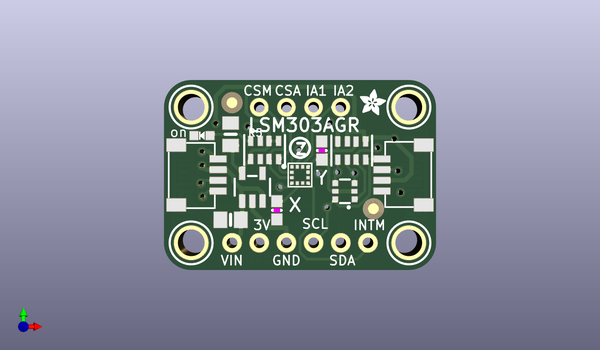 CSM CSA IA1 IA2
LSM303AGR
on
Z
Y
X
3V SCL INTM
VIN GND SDA